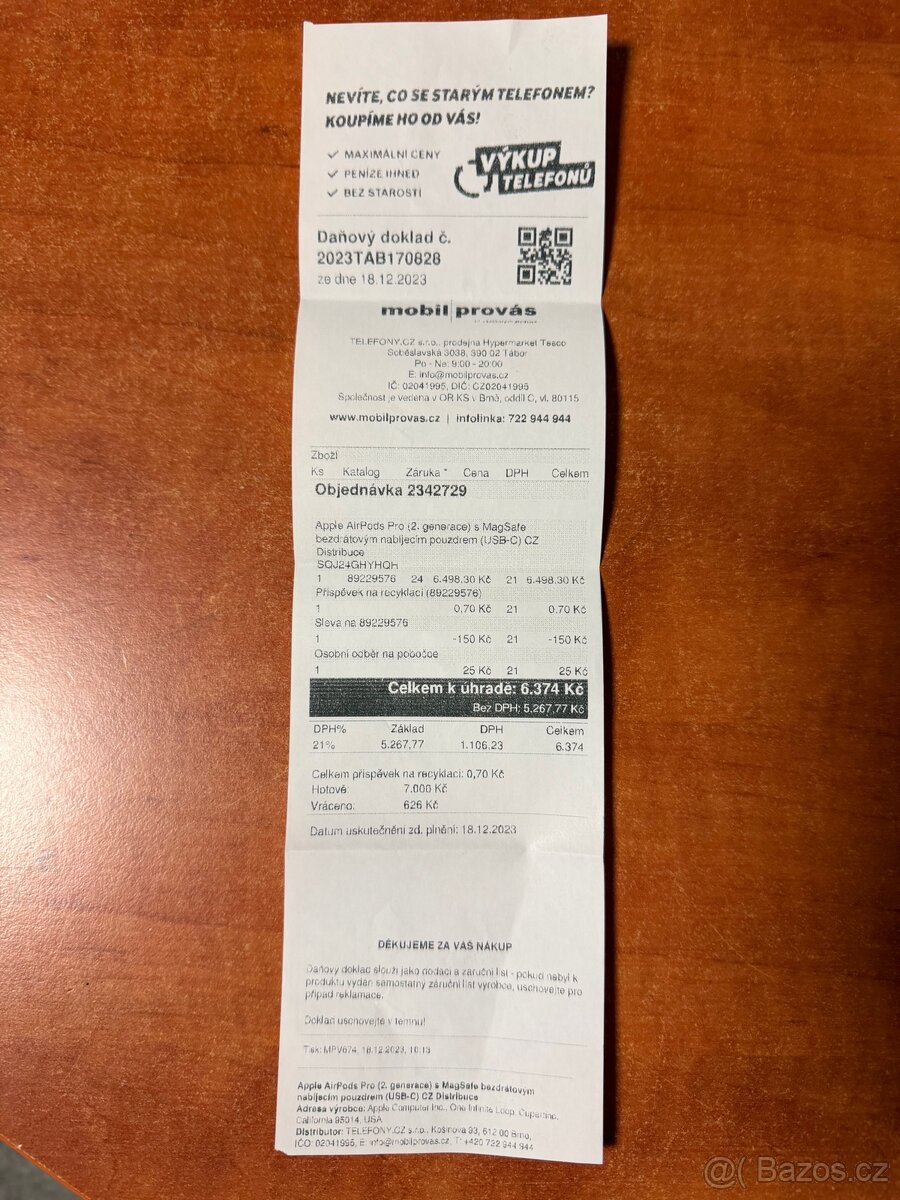 NEVÍTE, CO SE STARÝM TELEFONEM?
KOUPÍME HO OD VÁS!
MAXIMÁLNÍ CENY
PENÍZE IHNED
BEZ STAROSTÍ
VÝKUP
TELEFONŮ
Daňový doklad č.
2023TAB170828
ze dne 18.12.2023
mobil|provás
TELEFONY.CZ s.r.o., prodejna Hypermarket Tesco
Soběslavská 3038, 390 02 Tábor
Po - Ne: 9:00 - 20:00
E: info@mobilprovas.cz
IČ: 02041995, DIČ: CZ02041995
Společnost je vedena v OR KS v Brně, oddíl C, vl. 80115
www.mobilprovas.cz | infolinka: 722 944 944
Zboží
Ks Katalog Záruka * Cena DPH Celkem
Objednávka 2342729
Apple AirPods Pro (2. generace) s MagSafe
bezdrátovým nabíjecím pouzdrem (USB-C) CZ
Distribuce
SQJ24GHYHQH
1 89229576 24 6.498,30 Kč 21 6.498,30 Kč
Příspěvek na recyklaci (89229576)
1 0,70 Kč 21 0,70 Kč
Sleva na 89229576
1 -150 Kč 21 -150 Kč
Osobní odběr na pobočce
1 25 Kč 21 25 Kč
Celkem k úhradě: 6.374 Kč
Bez DPH: 5.267,77 Kč
DPH% Základ DPH Celkem
21% 5.267,77 1.106,23 6.374
Celkem příspěvek na recyklaci: 0,70 Kč
Hotově: 7.000 Kč
Vráceno: 626 Kč
Datum uskutečnění zd. plnění: 18.12.2023
DĚKUJEME ZA VÁŠ NÁKUP
Daňový doklad slouží jako dodací a záruční list - pokud nebyl k
produktu vydán samostatný záruční list výrobce, uschovejte pro
případ reklamace.
Doklad uschovejte v temnu!
Tisk: MPV674, 18.12.2023, 10:13
Apple AirPods Pro (2. generace) s MagSafe bezdrátovým
nabíjecím pouzdrem (USB-C) CZ Distribuce
Adresa výrobce: Apple Computer Inc., One Infinite Loop, Cupertino,
California 95014, USA
Distributor: TELEFONY.CZ s.r.o., Košinova 93, 612 00 Brno,
IČO: 02041995, E: info@mobilprovas.cz, T: +420 722 944 944
@( Bazos.cz